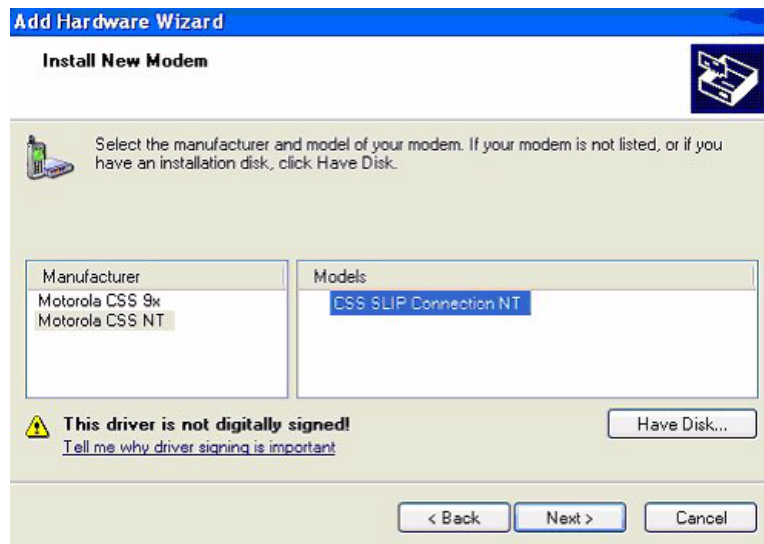 Add Hardware Wizard
Install New Modem
Select the manufacturer and model of your modem. If your modem is not listed, or if you
have an installation disk, click Have Disk.
Manufacturer
Motorola CSS 9x
Motorola CSS NT
Models
CSS SLIP Connection NT
This driver is not digitally signed!
Tell me why driver signing is important
Have Disk...
< Back
Next >
Cancel